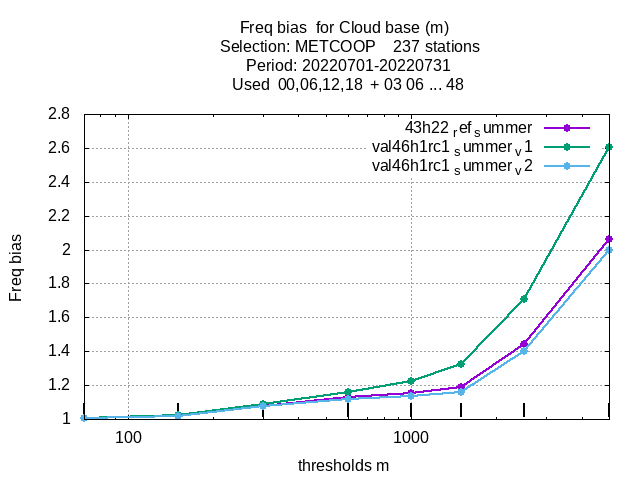 Freq bias  for Cloud base (m)
Selection: METCOOP    237 stations
Period: 20220701-20220731
Used  00,06,12,18  + 03 06 ... 48
43h22 ref summer
val46h1rc1 summer v1
val46h1rc1 summer v2
2.8
2.6
2.4
2.2
2
1.8
1.6
1.4
1.2
1
Freq bias
100
1000
thresholds m